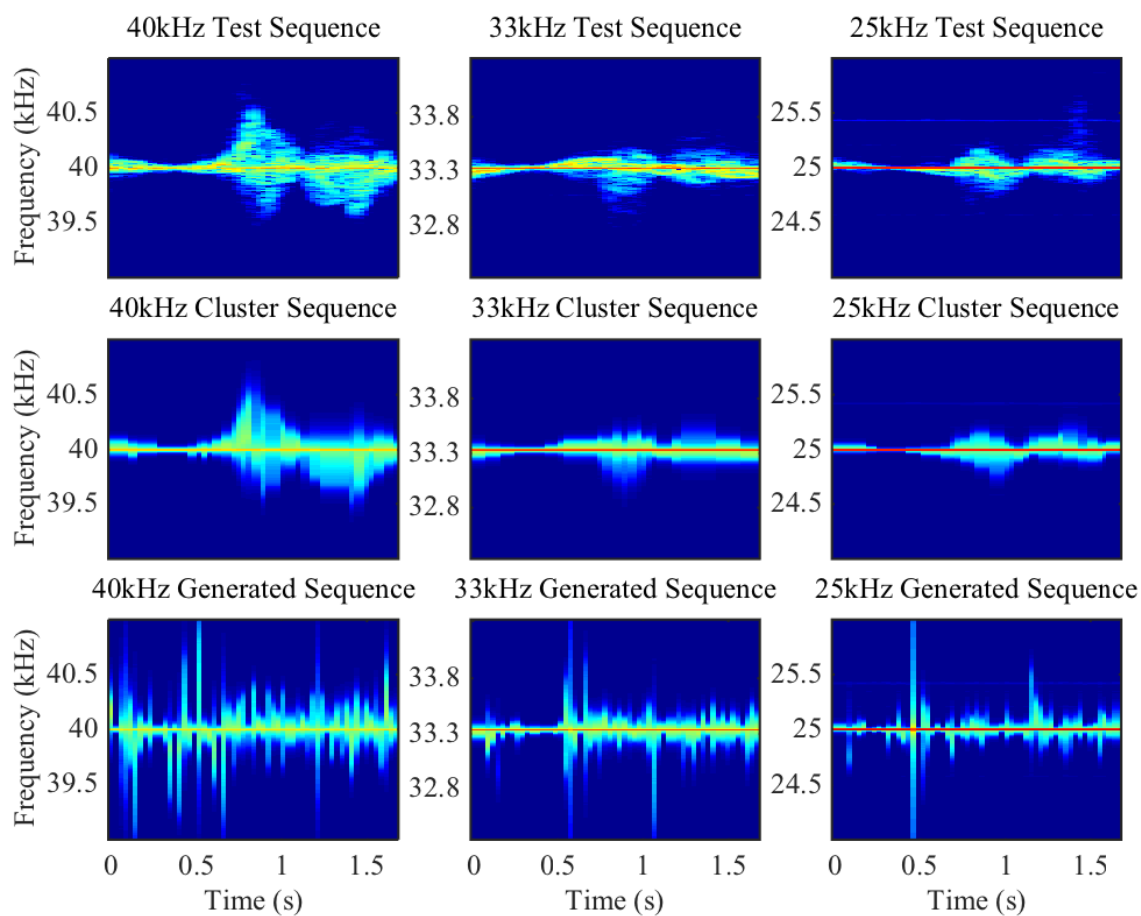 40kHz Test Sequence
33kHz Test Sequence
25kHz Test Sequence
Frequency (kHz)
40.5
40
39.5
33.8
33.3
32.8
25.5
25
24.5
40kHz Cluster Sequence
33kHz Cluster Sequence
25kHz Cluster Sequence
Frequency (kHz)
40.5
40
39.5
33.8
33.3
32.8
25.5
25
24.5
40kHz Generated Sequence
33kHz Generated Sequence
25kHz Generated Sequence
Frequency (kHz)
40.5
40
39.5
33.8
33.3
32.8
25.5
25
24.5
0 0.5 1 1.5
0 0.5 1 1.5
0 0.5 1 1.5
Time (s)
Time (s)
Time (s)